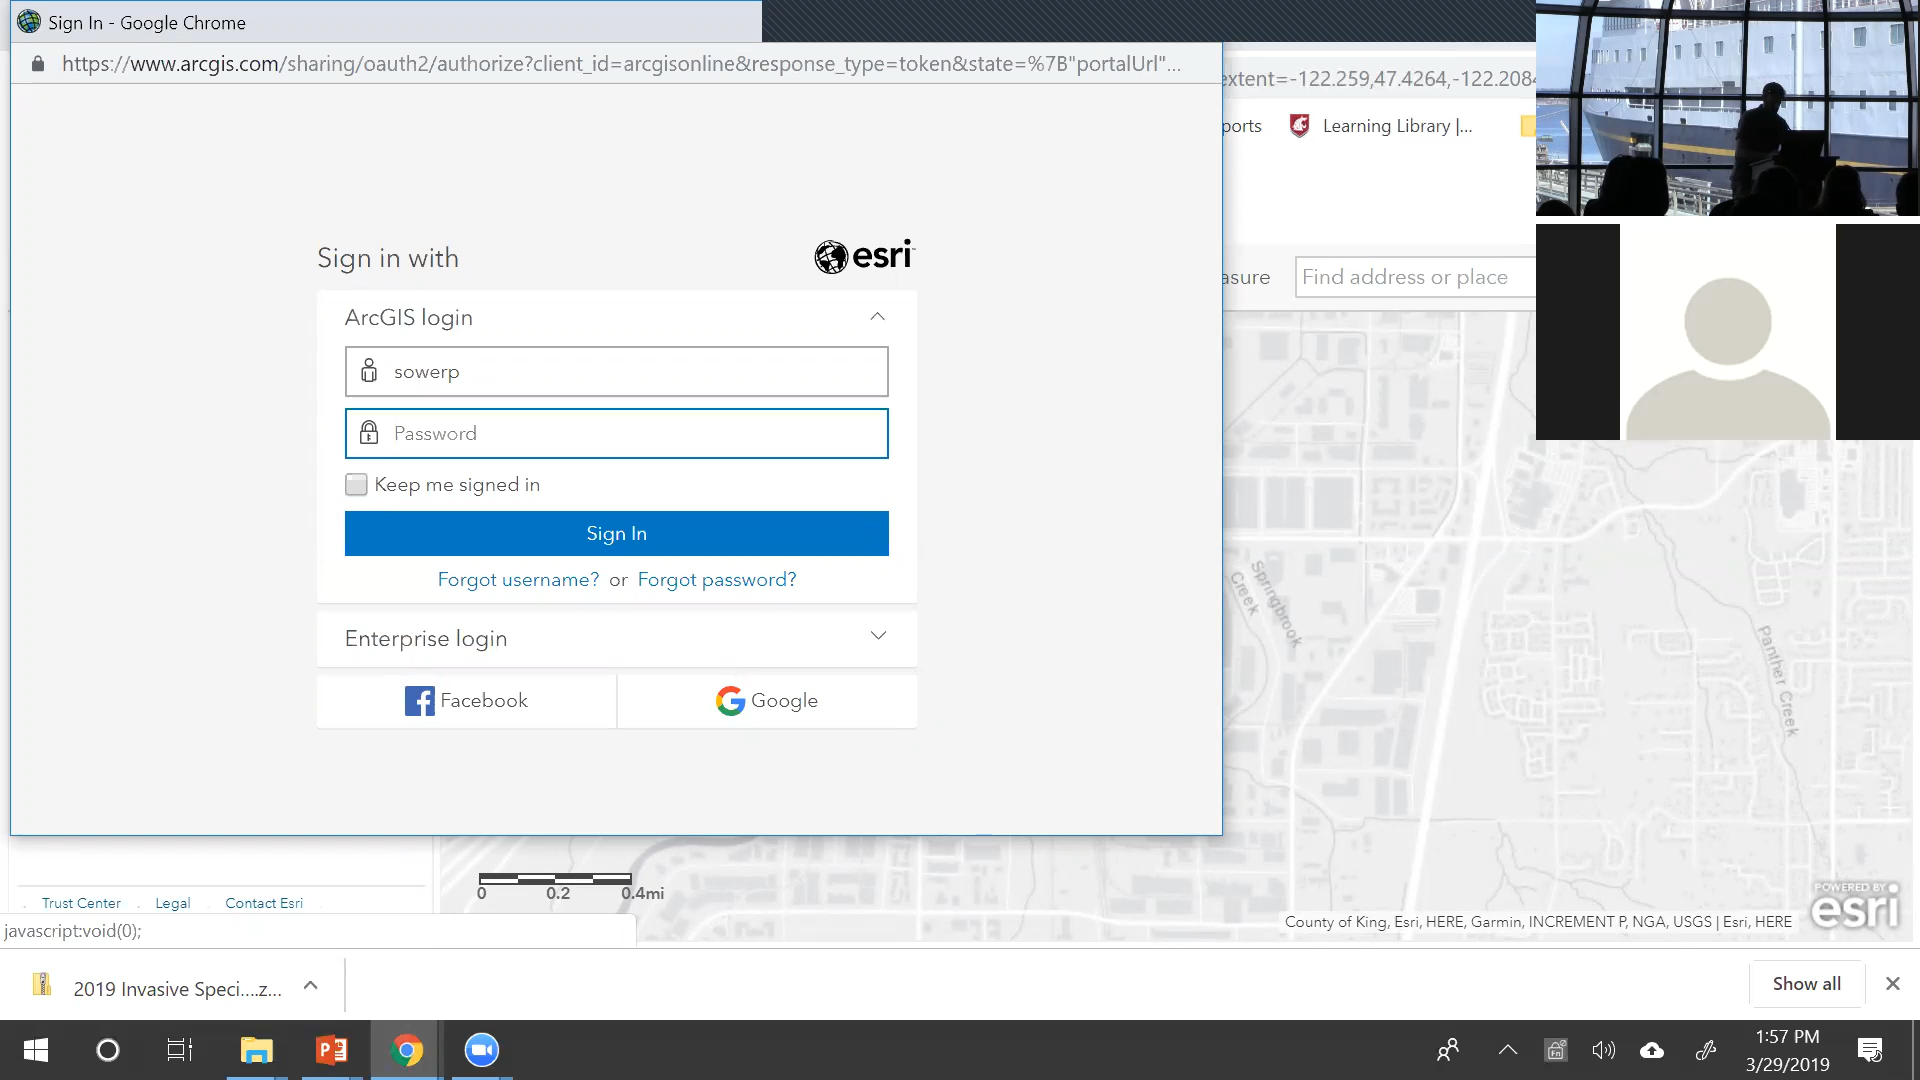 Sign In - Google Chrome
https://www.arcgis.com/sharing/oauth2/authorize?client_id=arcgisonline&response_type=token&state=%7B"portalUrl"...
extent=-122.259,47.4264,-122.208
ports
Learning Library |...
Sign in with
esri
asure
Find address or place
ArcGIS login
sowerp
Password
Keep me signed in
Sign In
Forgot username? or Forgot password?
Enterprise login
Facebook
Google
Springbrook
Creek
Panther Creek
0 0.2 0.4mi
POWERED BY
esri
Trust Center
Legal
Contact Esri
County of King, Esri, HERE, Garmin, INCREMENT P, NGA, USGS | Esri, HERE
javascript:void(0);
2019 Invasive Speci....z...
Show all
Fn
1:57 PM
3/29/2019